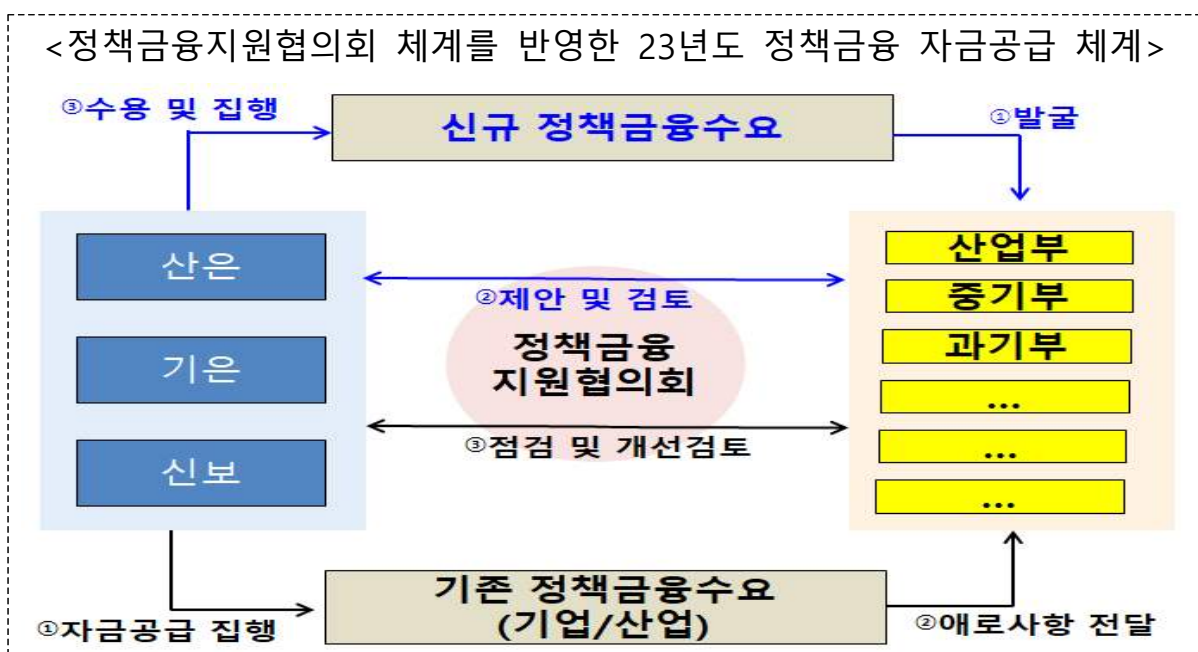 <정책금융지원협의회 체계를 반영한 23년도 정책금융 자금공급 체계>
③수용 및 집행
신규 정책금융수요
①발굴
산은
기은
신보
②제안 및 검토
정책금융
지원협의회
③점검 및 개선검토
산업부
중기부
과기부
...
...
...
①자금공급 집행
기존 정책금융수요
(기업/산업)
②애로사항 전달